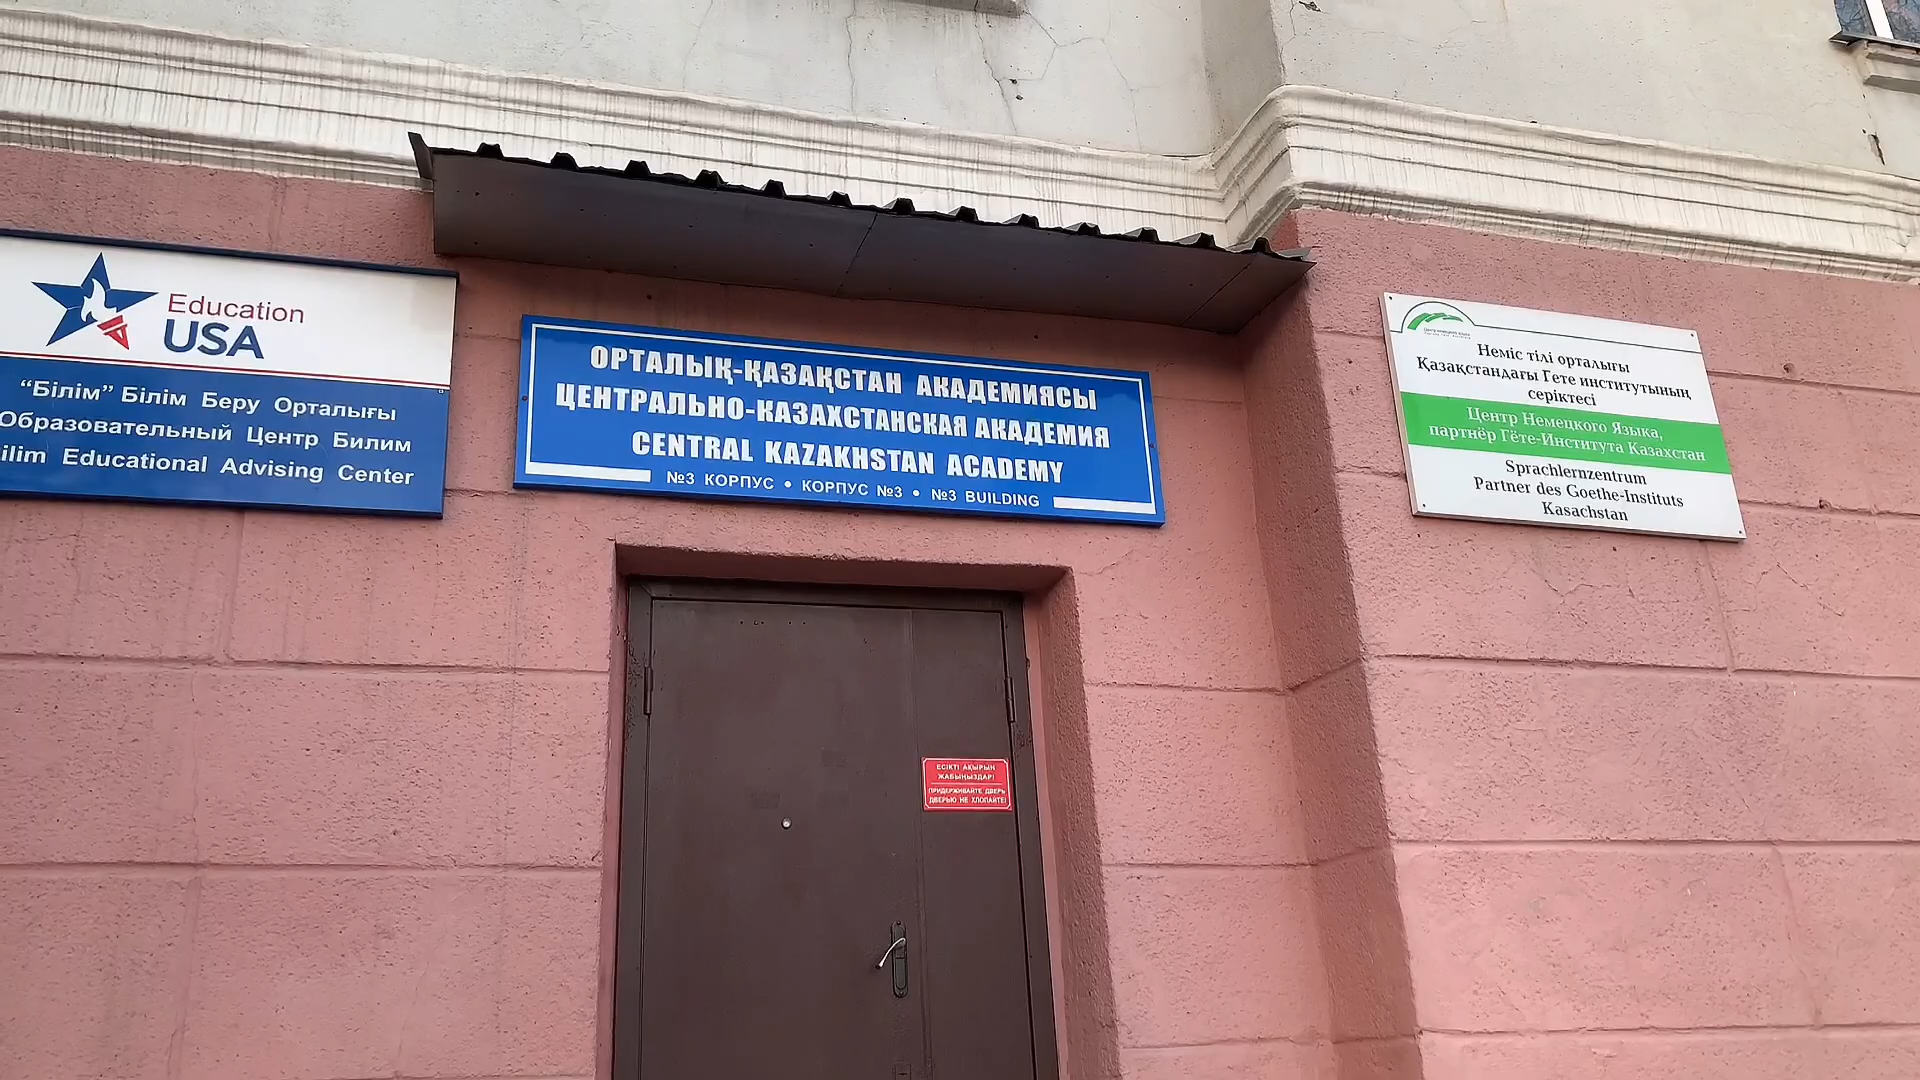 Education
USA
“Білім” Білім Беру Орталығы
Образовательный Центр Билим
ilim Educational Advising Center
ОРТАЛЫҚ-ҚАЗАҚСТАН АКАДЕМИЯСЫ
ЦЕНТРАЛЬНО-КАЗАХСТАНСКАЯ АКАДЕМИЯ
CENTRAL KAZAKHSTAN ACADEMY
№3 КОРПУС • КОРПУС №3 • №3 BUILDING
Неміс тілі орталығы
Қазақстандағы Гете институтының
серіктесі
Центр Немецкого Языка,
партнёр Гёте-Института Казахстан
Sprachlernzentrum
Partner des Goethe-Instituts
Kasachstan
ЕСІКТІ АҚЫРЫН
ЖАБЫҢЫЗДАР!
ПРИДЕРЖИВАЙТЕ ДВЕРЬ
ДВЕРЬЮ НЕ ХЛОПАЙТЕ!